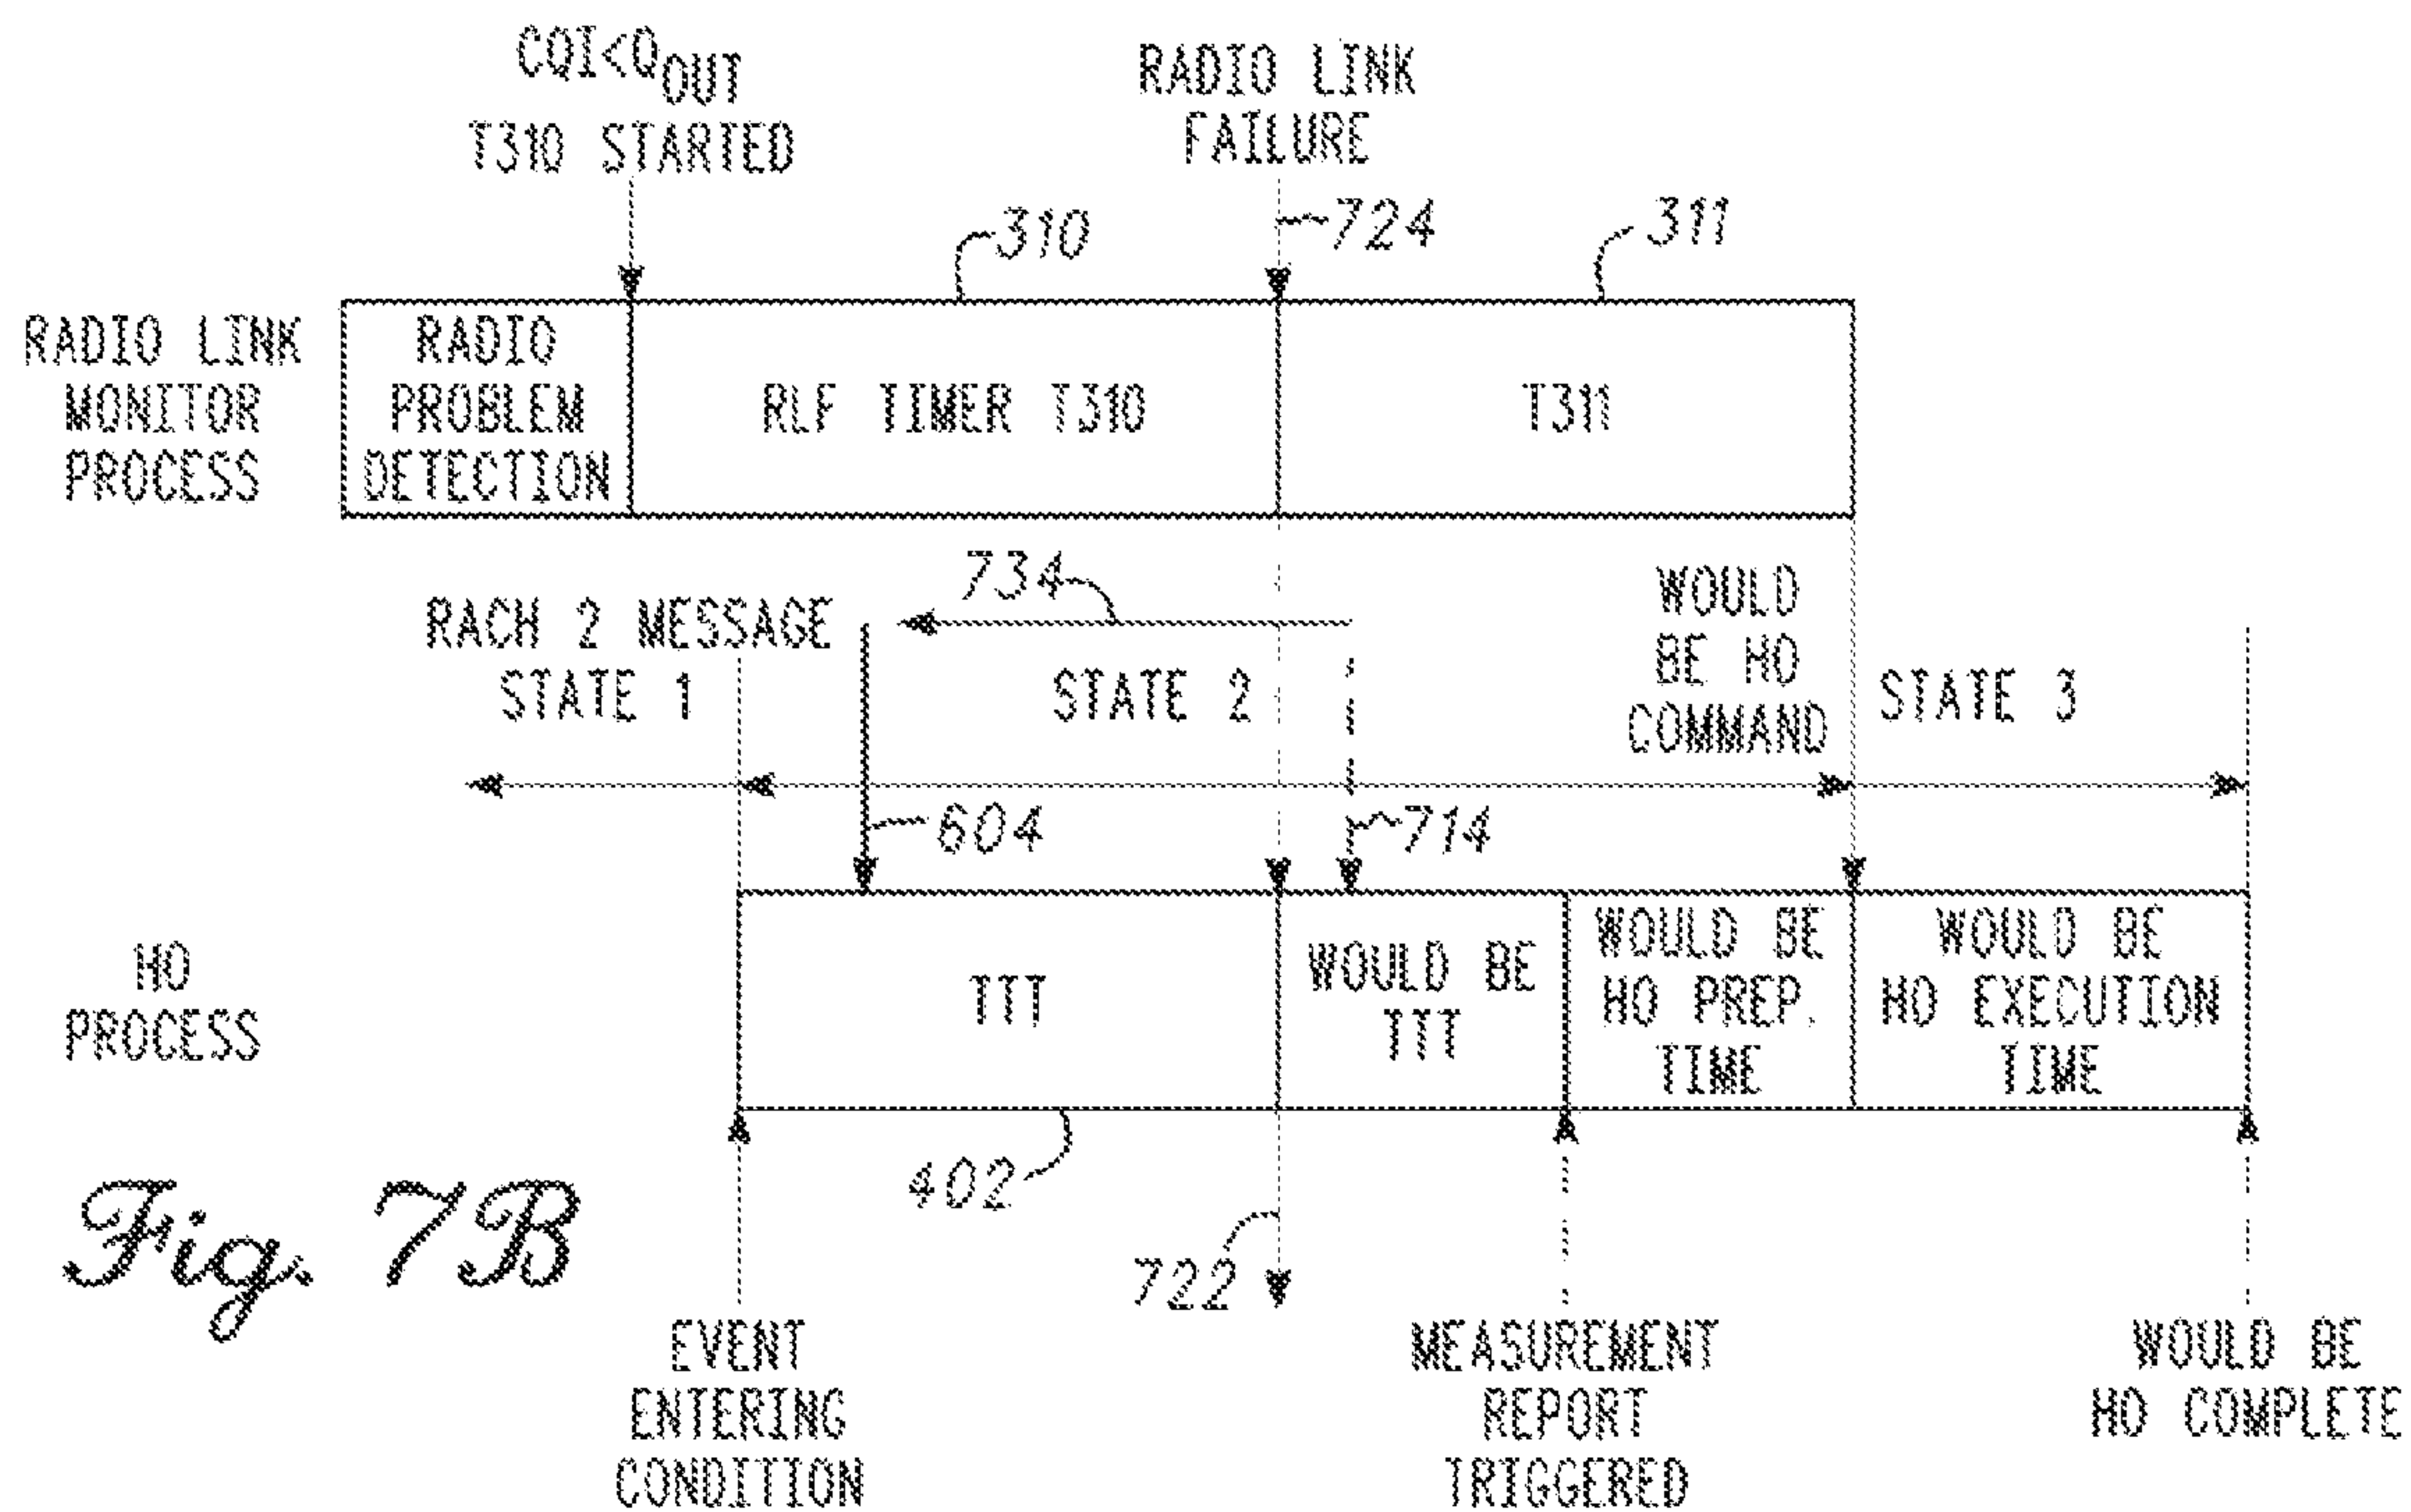 CQI<QOUT
T310 STARTED
RADIO LINK
FAILURE
310
724
311
RADIO LINK
MONITOR
PROCESS
RADIO
PROBLEM
DETECTION
RLF TIMER T310
T311
734
RACH 2 MESSAGE
STATE 1
STATE 2
WOULD
BE HO
COMMAND
STATE 3
604
714
HO
PROCESS
TTT
WOULD BE
TTT
WOULD BE
HO PREP.
TIME
WOULD BE
HO EXECUTION
TIME
402
722
Fig. 7B
EVENT
ENTERING
CONDITION
MEASUREMENT
REPORT
TRIGGERED
WOULD BE
HO COMPLETE